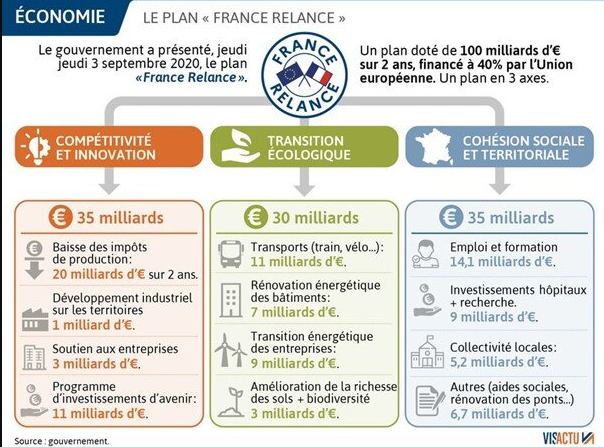 ÉCONOMIE
LE PLAN « FRANCE RELANCE »
Le gouvernement a présenté, jeudi
jeudi 3 septembre 2020, le plan
«France Relance».
FRANCE
RELANCE
Un plan doté de 100 milliards d'€
sur 2 ans, financé à 40% par l'Union
européenne. Un plan en 3 axes.
COMPÉTITIVITÉ
ET INNOVATION
35 milliards
Baisse des impôts
de production:
20 milliards d'€ sur 2 ans.
Développement industriel
sur les territoires
1 milliard d'€.
Soutien aux entreprises
3 milliards d'€.
Programme
d'investissements d'avenir:
11 milliards d'€.
TRANSITION
ÉCOLOGIQUE
30 milliards
Transports (train, vélo...):
11 milliards d'€.
Rénovation énergétique
des bâtiments:
7 milliards d'€.
Transition énergétique
des entreprises:
9 milliards d'€.
Amélioration de la richesse
des sols + biodiversité
3 milliards d'€.
COHÉSION SOCIALE
ET TERRITORIALE
35 milliards
Emploi et formation
14,1 milliards d'€.
Investissements hôpitaux
+ recherche.
9 milliards d'€.
Collectivité locales:
5,2 milliards d'€.
Autres (aides sociales,
rénovation des ponts...)
6,7 milliards d'€.
Source : gouvernement.
VISACTU